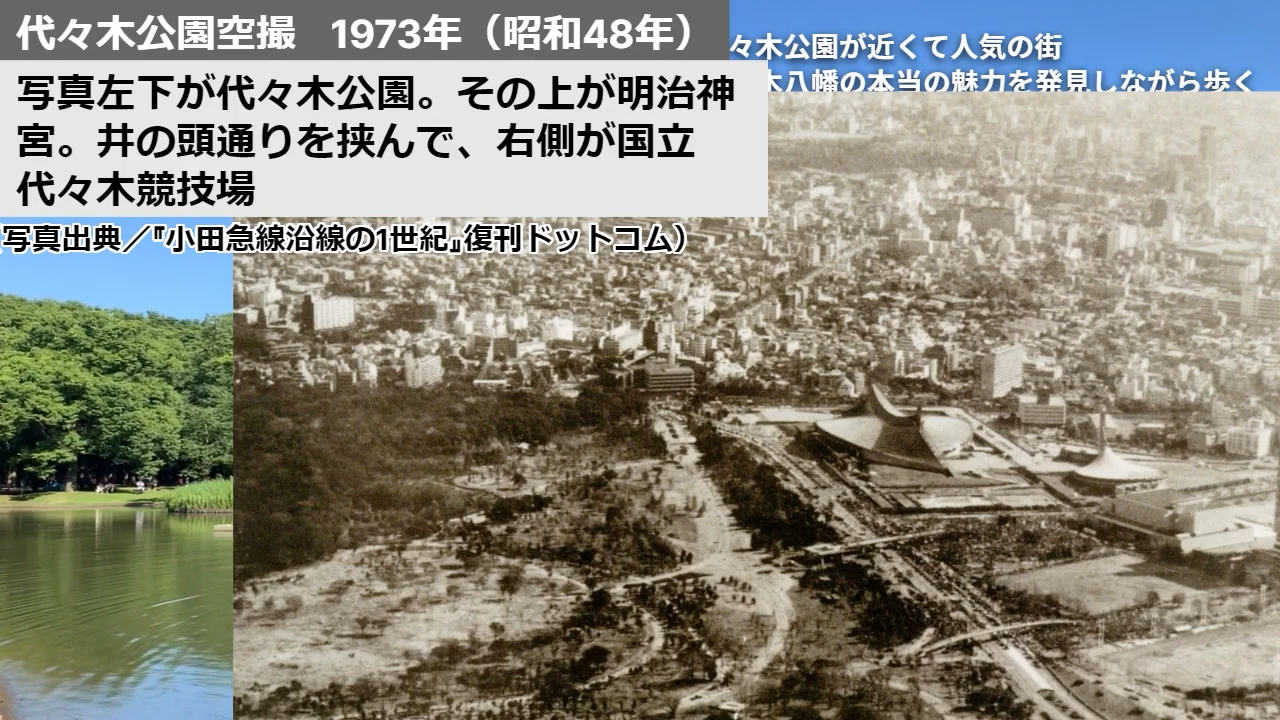 代々木公園空撮　1973年（昭和48年）
々木公園が近くて人気の街
木八幡の本当の魅力を発見しながら歩く
写真左下が代々木公園。その上が明治神
宮。井の頭通りを挟んで、右側が国立
代々木競技場
写真出典／『小田急線沿線の1世紀』復刊ドットコム）